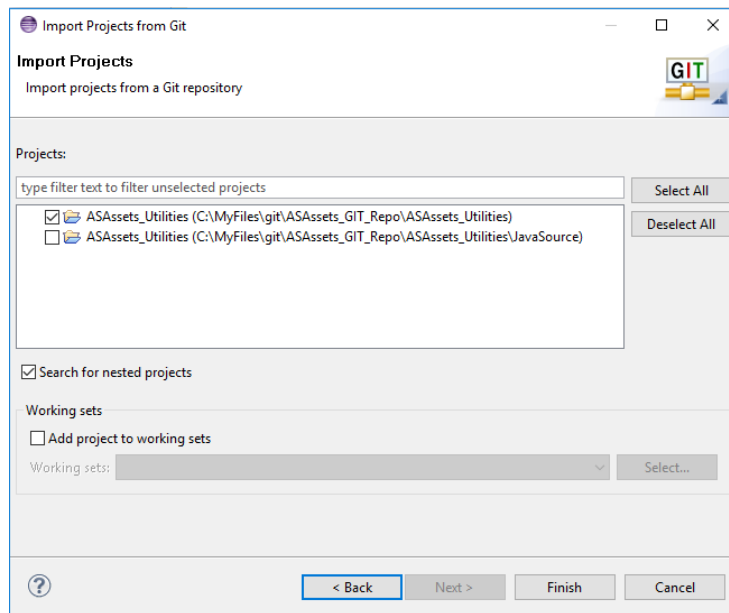 Import Projects from Git
Import Projects
Import projects from a Git repository
GIT
Projects:
type filter text to filter unselected projects
Select All
ASAssets_Utilities (C:\MyFiles\git\ASAssets_GIT_Repo\ASAssets_Utilities)
Deselect All
ASAssets_Utilities (C:\MyFiles\git\ASAssets_GIT_Repo\ASAssets_Utilities\JavaSource)
Search for nested projects
Working sets
Add project to working sets
Working sets:
Select...
?
< Back
Next >
Finish
Cancel